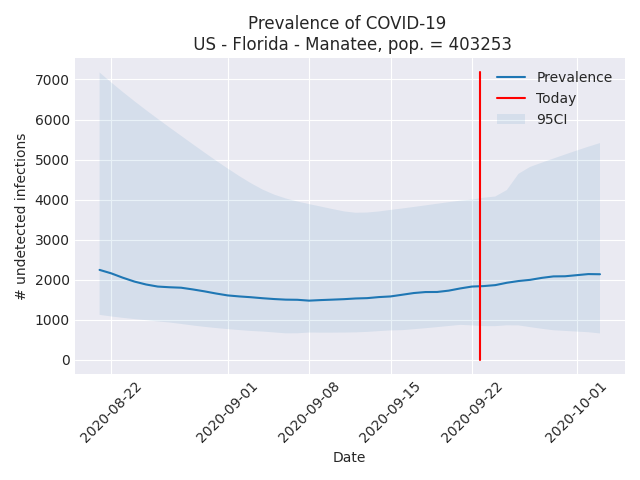 Prevalence of COVID-19
US - Florida - Manatee, pop. = 403253
7000
6000
5000
4000
3000
2000
1000
0
# undetected infections
Prevalence
Today
95CI
2020-08-22
2020-09-01
2020-09-08
2020-09-15
2020-09-22
2020-10-01
Date